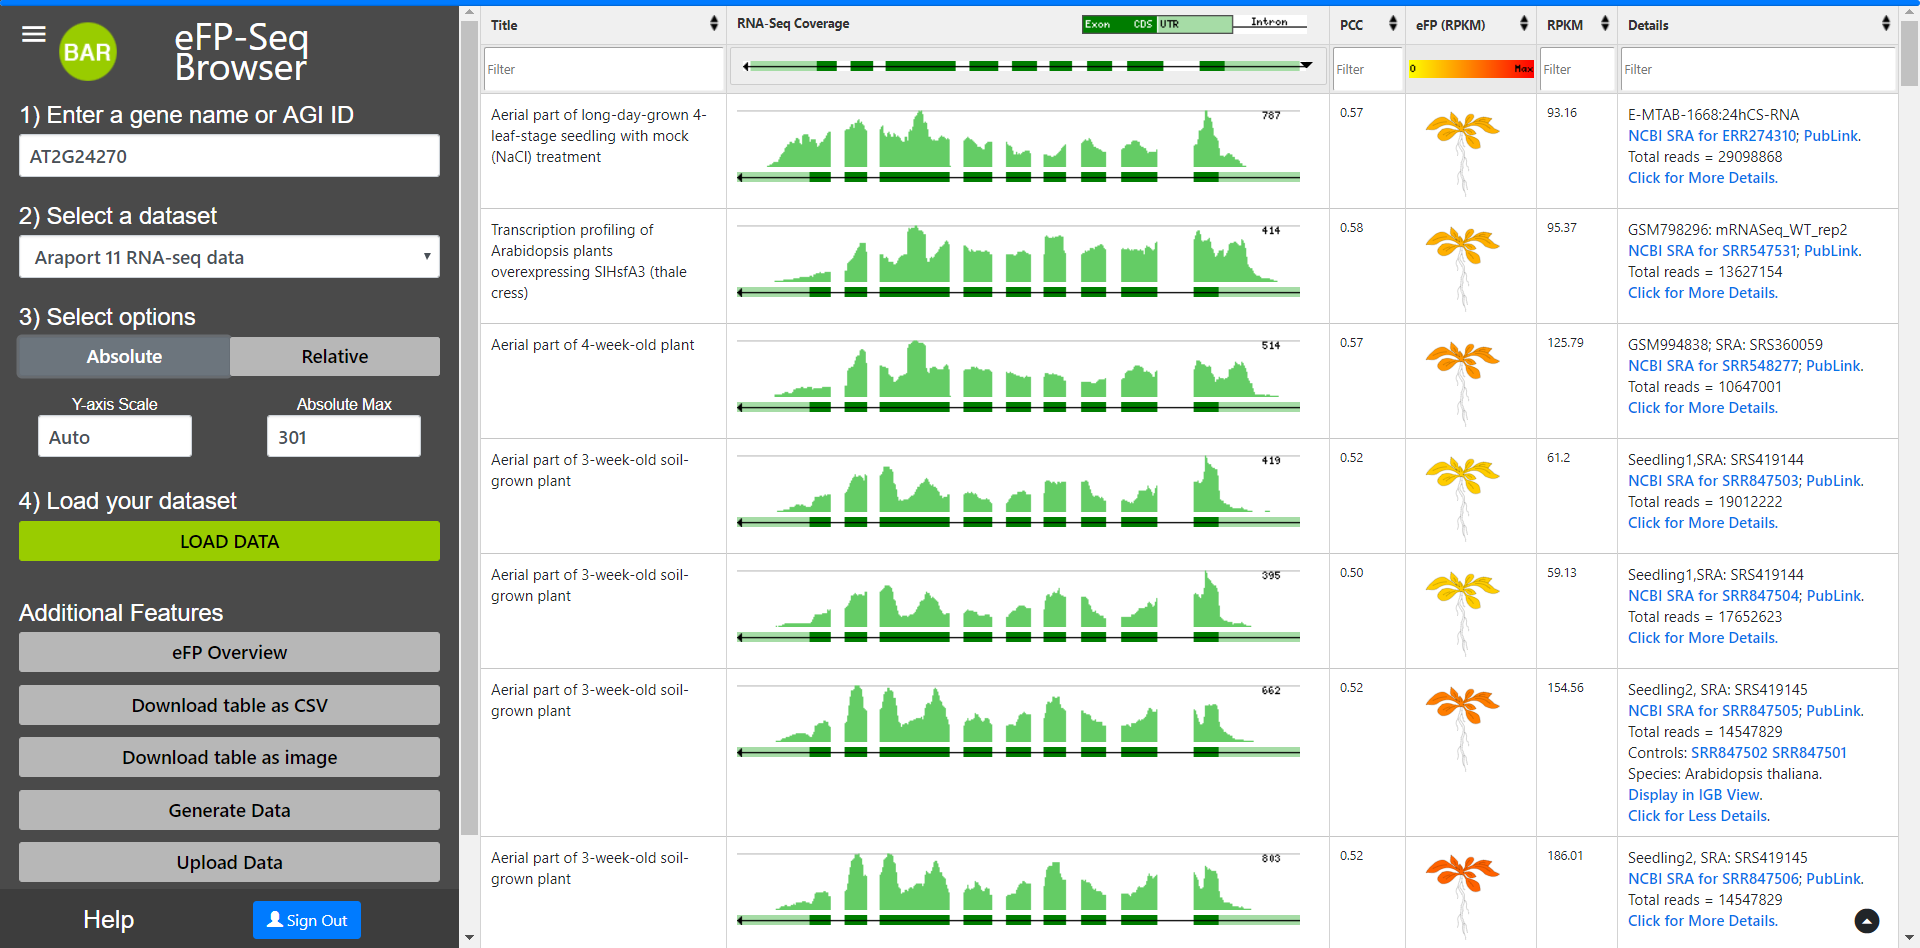 BAR
eFP-Seq
Browser
1) Enter a gene name or AGI ID
AT2G24270
2) Select a dataset
Araport 11 RNA-seq data
3) Select options
Absolute
Relative
Y-axis Scale
Absolute Max
Auto
301
4) Load your dataset
LOAD DATA
Additional Features
eFP Overview
Download table as CSV
Download table as image
Generate Data
Upload Data
Help
Sign Out
Title
RNA-Seq Coverage
Exon CDS UTR Intron
PCC
eFP (RPKM)
RPKM
Details
Filter
Filter
0 Max
Filter
Filter
Aerial part of long-day-grown 4-
leaf-stage seedling with mock
(NaCl) treatment
787
0.57
93.16
E-MTAB-1668:24hCS-RNA
NCBI SRA for ERR274310; PubLink.
Total reads = 29098868
Click for More Details.
Transcription profiling of
Arabidopsis plants
overexpressing SlHsfA3 (thale
cress)
414
0.58
95.37
GSM798296: mRNASeq_WT_rep2
NCBI SRA for SRR547531; PubLink.
Total reads = 13627154
Click for More Details.
Aerial part of 4-week-old plant
514
0.57
125.79
GSM994838; SRA: SRS360059
NCBI SRA for SRR548277; PubLink.
Total reads = 10647001
Click for More Details.
Aerial part of 3-week-old soil-
grown plant
419
0.52
61.2
Seedling1,SRA: SRS419144
NCBI SRA for SRR847503; PubLink.
Total reads = 19012222
Click for More Details.
Aerial part of 3-week-old soil-
grown plant
395
0.50
59.13
Seedling1,SRA: SRS419144
NCBI SRA for SRR847504; PubLink.
Total reads = 17652623
Click for More Details.
Aerial part of 3-week-old soil-
grown plant
662
0.52
154.56
Seedling2, SRA: SRS419145
NCBI SRA for SRR847505; PubLink.
Total reads = 14547829
Controls: SRR847502 SRR847501
Species: Arabidopsis thaliana.
Display in IGB View.
Click for Less Details.
Aerial part of 3-week-old soil-
grown plant
803
0.52
186.01
Seedling2, SRA: SRS419145
NCBI SRA for SRR847506; PubLink.
Total reads = 14547829
Click for More Details.